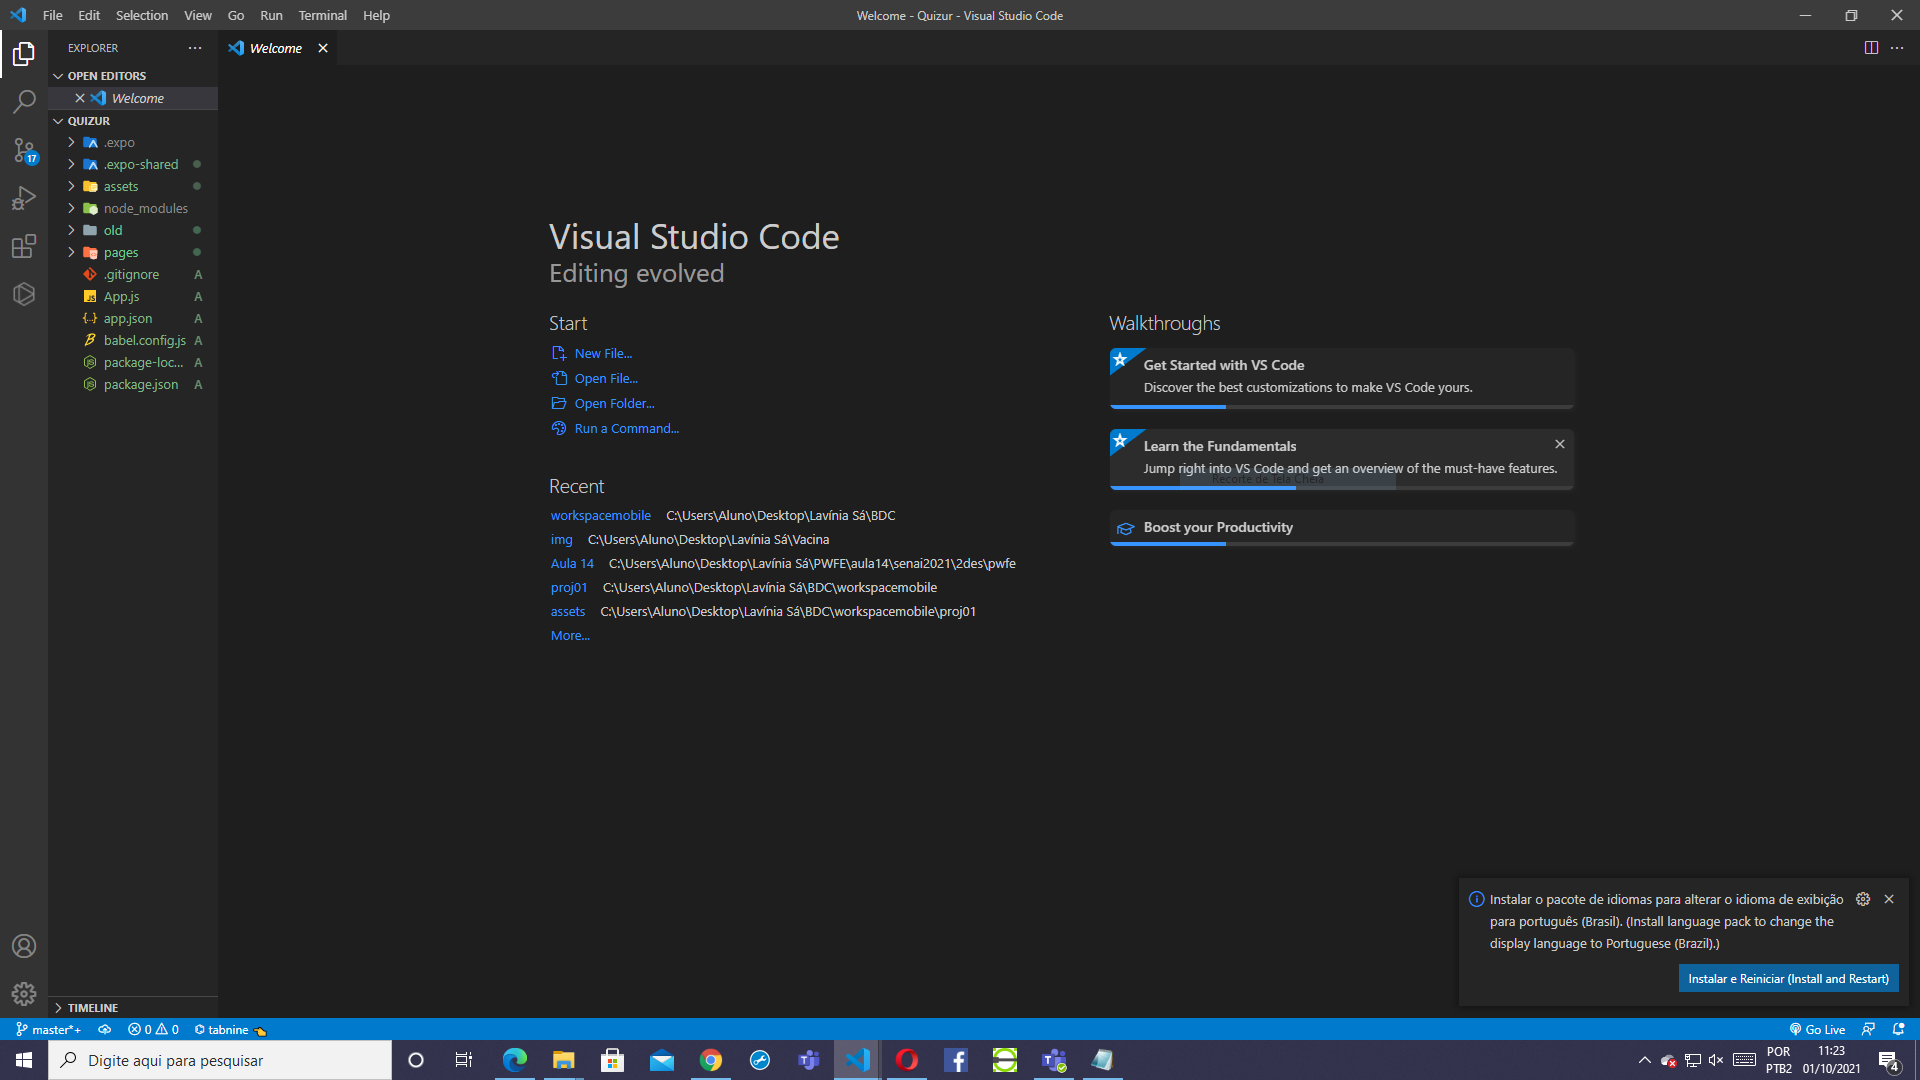 File Edit Selection View Go Run Terminal Help
Welcome - Quizur - Visual Studio Code
EXPLORER
Welcome
OPEN EDITORS
Welcome
QUIZUR
.expo
.expo-shared
assets
node_modules
old
pages
.gitignore A
App.js A
app.json A
babel.config.js A
package-loc... A
package.json A
17
TIMELINE
Visual Studio Code
Editing evolved
Start
New File...
Open File...
Open Folder...
Run a Command...
Recent
workspacemobile C:\Users\Aluno\Desktop\Lavínia Sá\BDC
img C:\Users\Aluno\Desktop\Lavínia Sá\Vacina
Aula 14 C:\Users\Aluno\Desktop\Lavínia Sá\PWFE\aula14\senai2021\2des\pwfe
proj01 C:\Users\Aluno\Desktop\Lavínia Sá\BDC\workspacemobile
assets C:\Users\Aluno\Desktop\Lavínia Sá\BDC\workspacemobile\proj01
More...
Walkthroughs
Get Started with VS Code
Discover the best customizations to make VS Code yours.
Learn the Fundamentals
Jump right into VS Code and get an overview of the must-have features.
Recorte de Tela Cheia
Boost your Productivity
Instalar o pacote de idiomas para alterar o idioma de exibição
para português (Brasil). (Install language pack to change the
display language to Portuguese (Brazil).)
Instalar e Reiniciar (Install and Restart)
master*+ 0 0 tabnine
Go Live
Digite aqui para pesquisar
POR
PTB2
11:23
01/10/2021
4